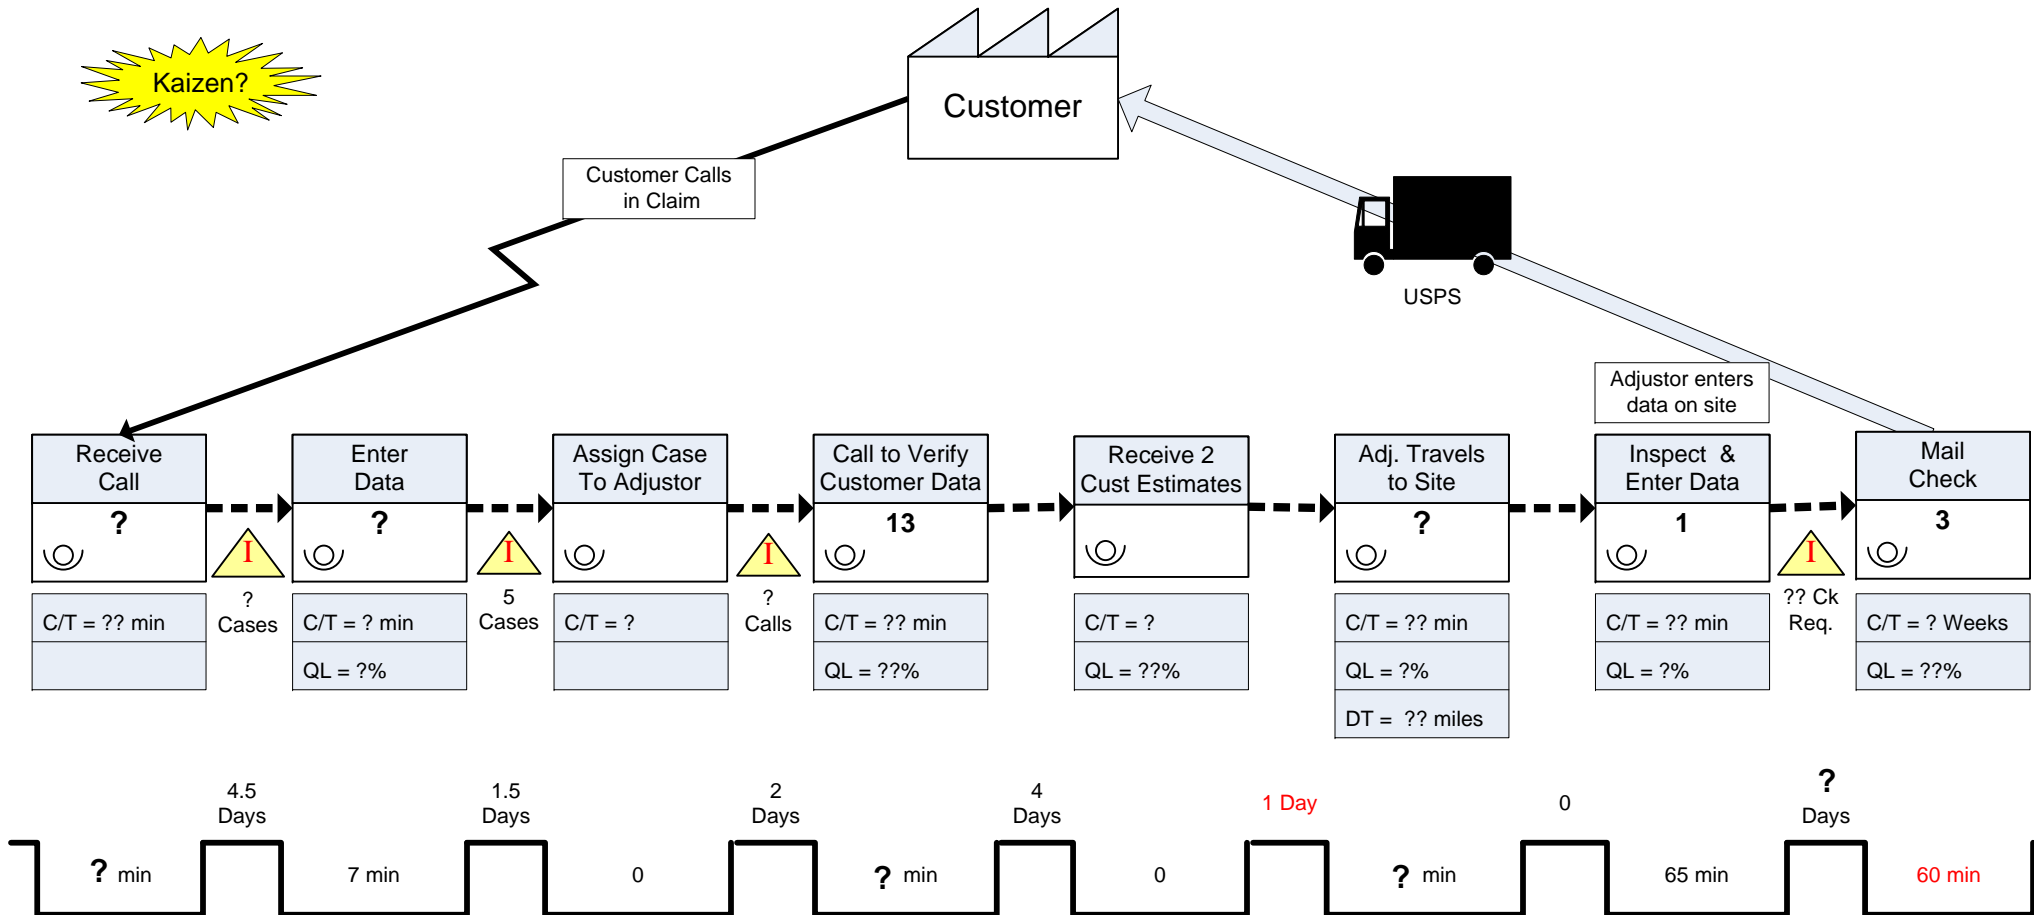 Kaizen?
Customer
Customer Calls
in Claim
USPS
Adjustor enters
data on site
Receive
Call
?
C/T = ?? min
I
?
Cases
Enter
Data
?
C/T = ? min
QL = ?%
I
5
Cases
Assign Case
To Adjustor
C/T = ?
I
?
Calls
Call to Verify
Customer Data
13
C/T = ?? min
QL = ??%
Receive 2
Cust Estimates
C/T = ?
QL = ??%
Adj. Travels
to Site
?
C/T = ?? min
QL = ?%
DT = ?? miles
Inspect &
Enter Data
1
C/T = ?? min
QL = ?%
I
?? Ck
Req.
Mail
Check
3
C/T = ? Weeks
QL = ??%
4.5
Days
1.5
Days
2
Days
4
Days
1 Day
0
?
Days
? min
7 min
0
? min
0
? min
65 min
60 min